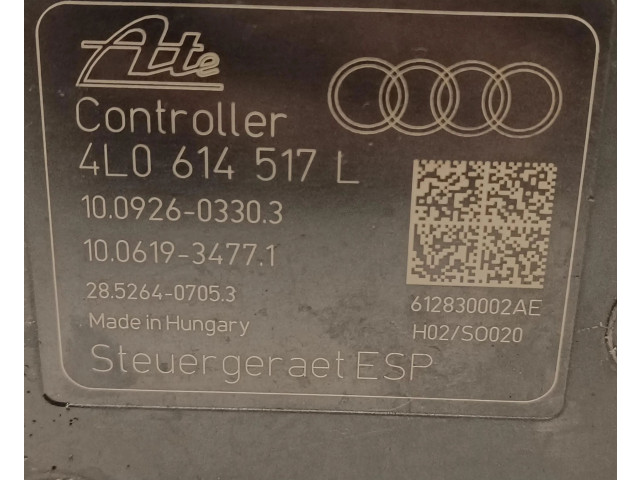 Ate
Controller
4L0 614 517 L
10.0926-0330.3
10.0619-3477.1
28.5264-0705.3
Made in Hungary
612830002AE
H02/SO020
Steuergeraet ESP